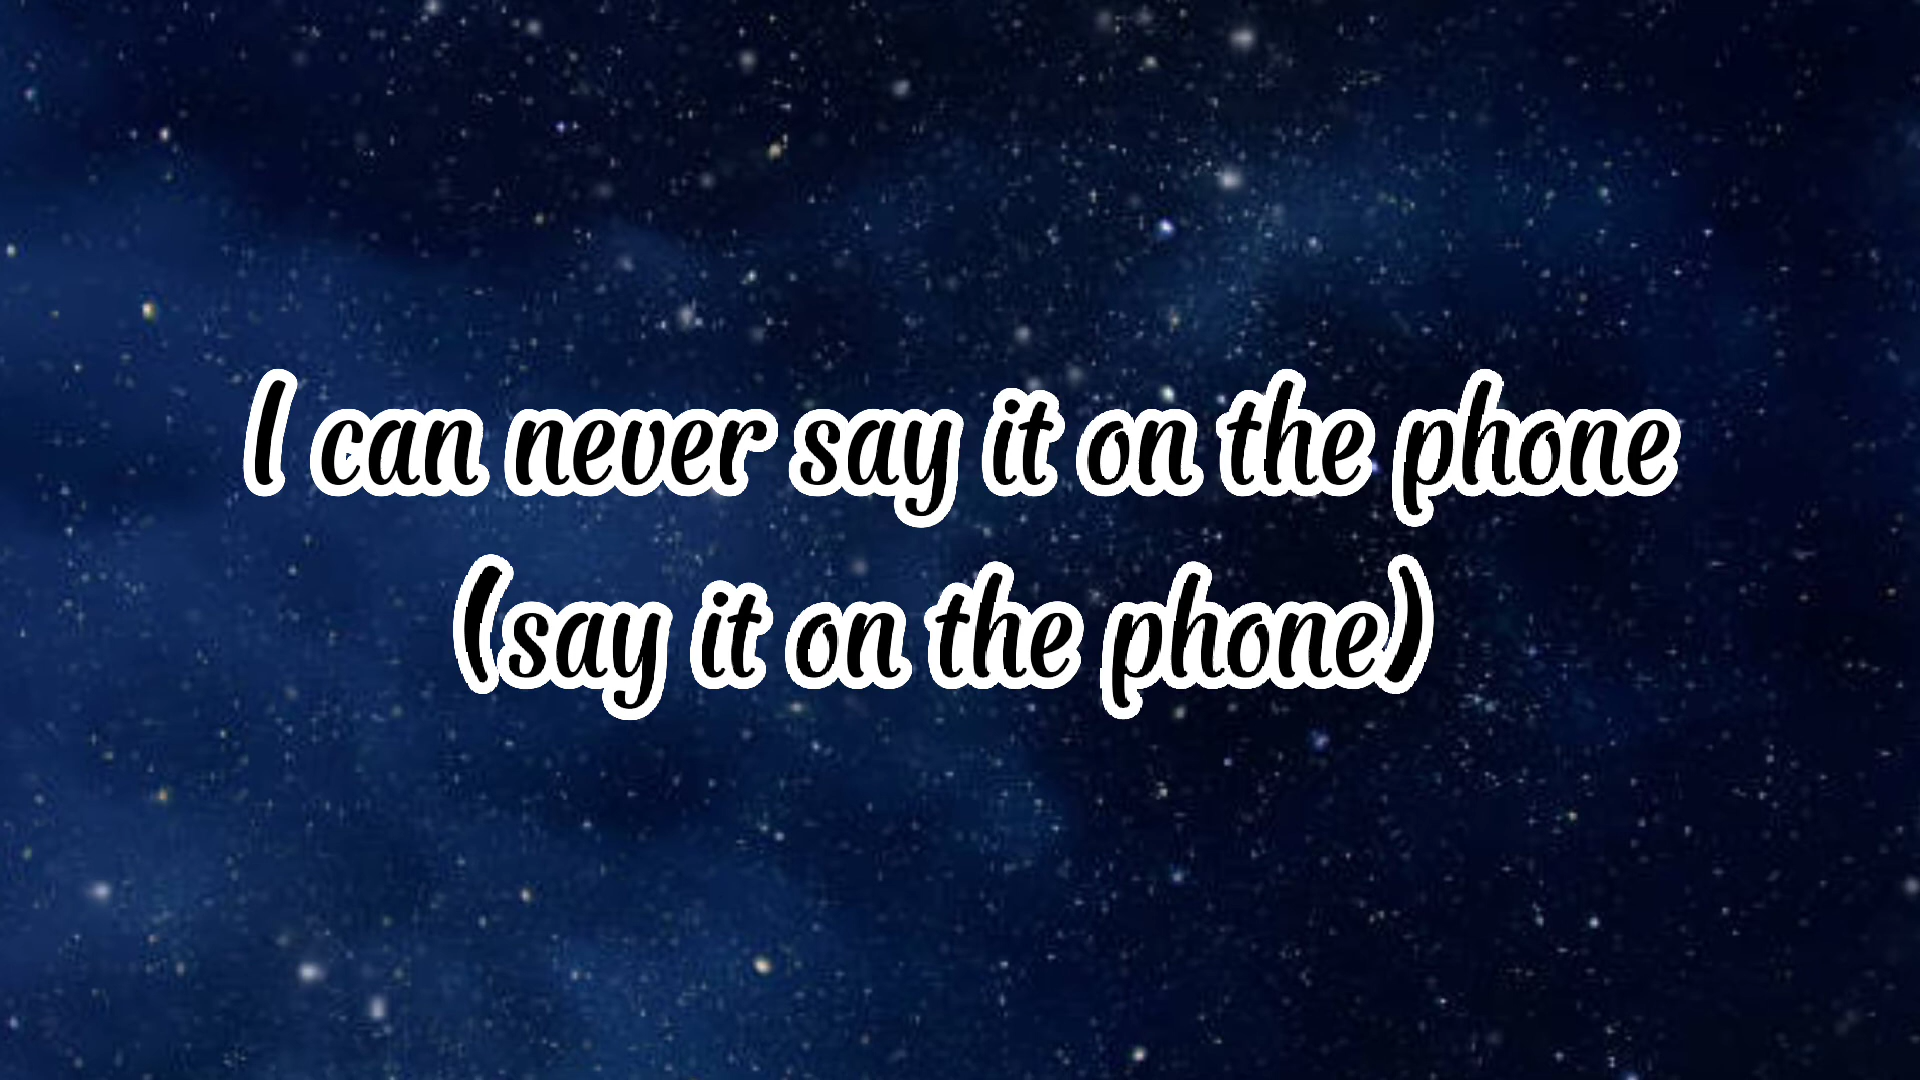 I can never say it on the phone
(say it on the phone)